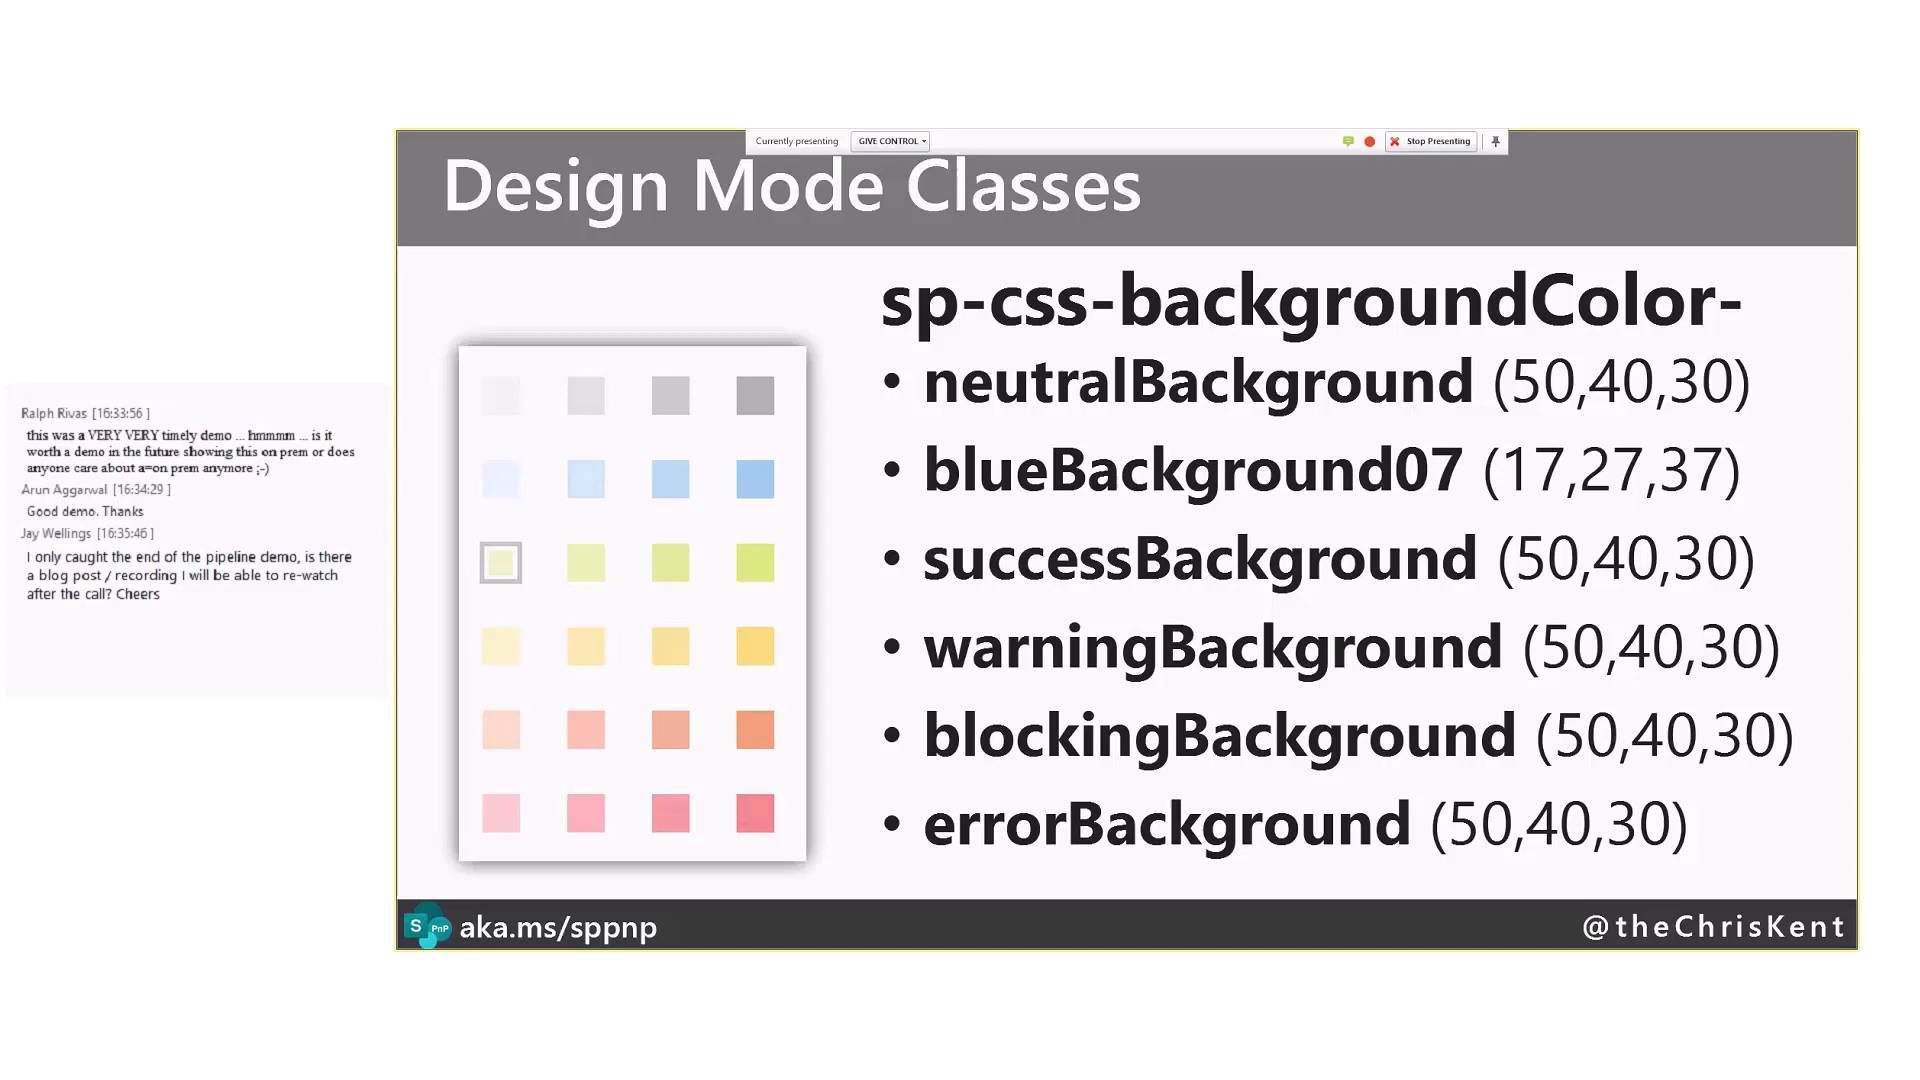 Currently presenting GIVE CONTROL Stop Presenting
Design Mode Classes
sp-css-backgroundColor-
• neutralBackground (50,40,30)
• blueBackground07 (17,27,37)
• successBackground (50,40,30)
• warningBackground (50,40,30)
• blockingBackground (50,40,30)
• errorBackground (50,40,30)
Ralph Rivas [16:33:56 ]
this was a VERY VERY timely demo ... hmmmm ... is it
worth a demo in the future showing this on prem or does
anyone care about a=on prem anymore ;-)
Arun Aggarwal [16:34:29 ]
Good demo. Thanks
Jay Wellings [16:35:46 ]
I only caught the end of the pipeline demo, is there
a blog post / recording I will be able to re-watch
after the call? Cheers
S PnP aka.ms/sppnp
@theChrisKent